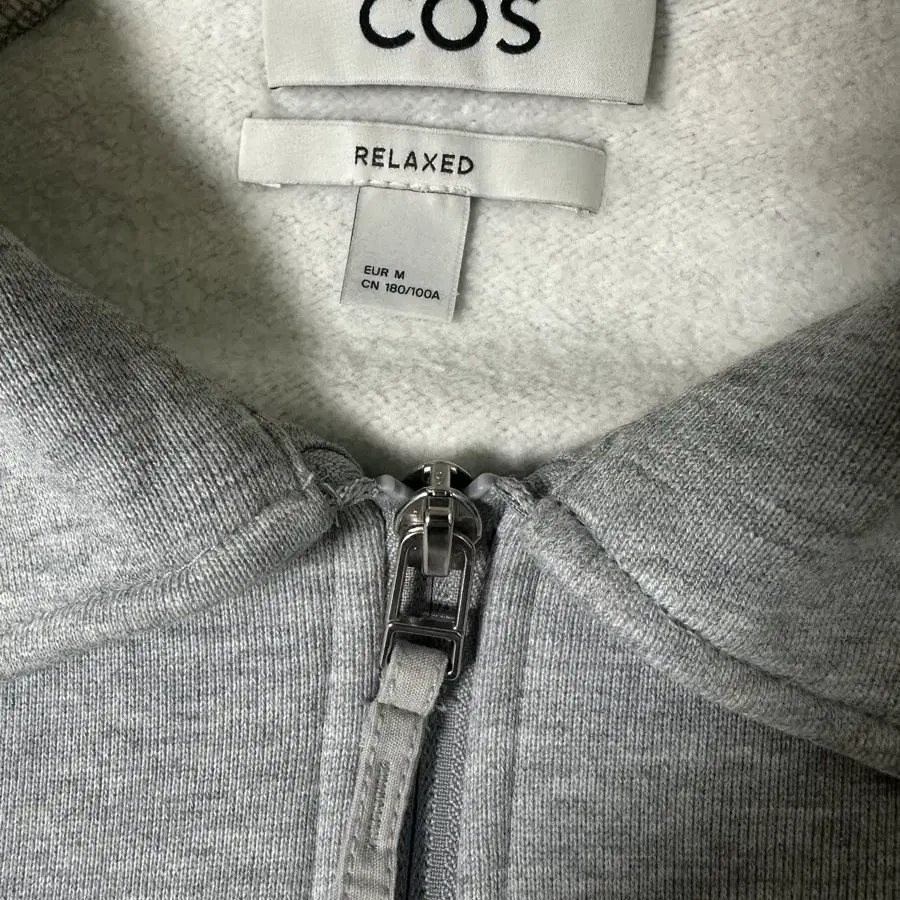 COS
RELAXED
EUR M
CN 180/100A